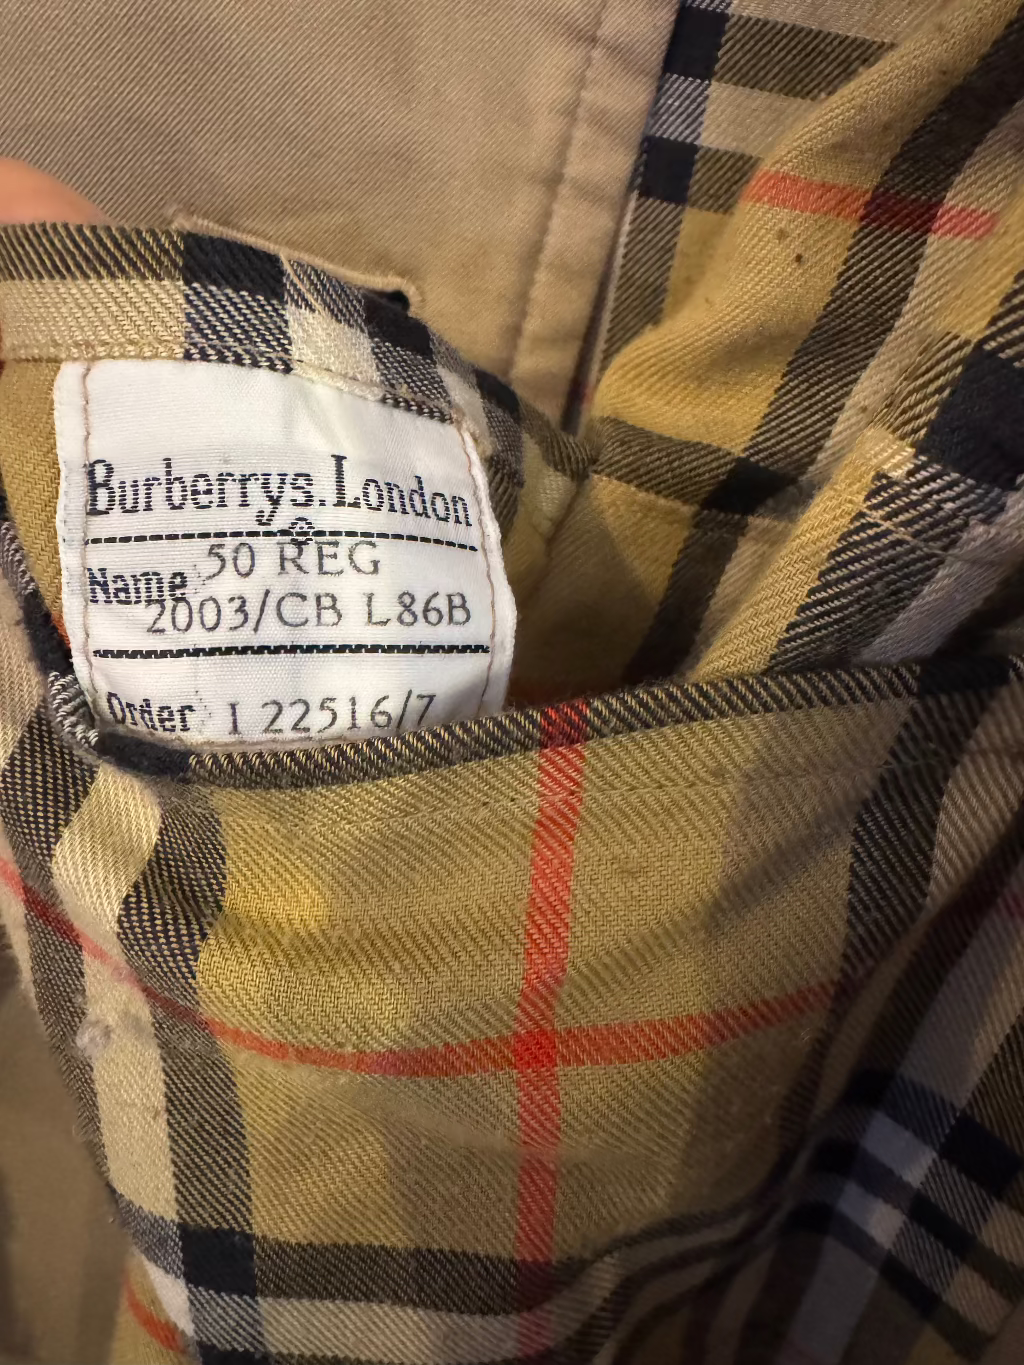 Burberrys.London
50 REG
Name
2003/CB L86B
Order I 22516/7